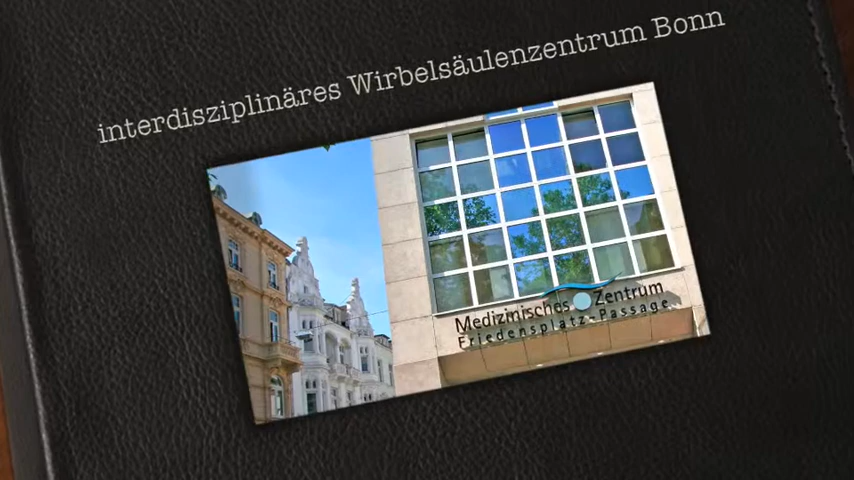 interdisziplinäres Wirbelsäulenzentrum Bonn
Medizinisches Zentrum
Friedensplatz-Passage